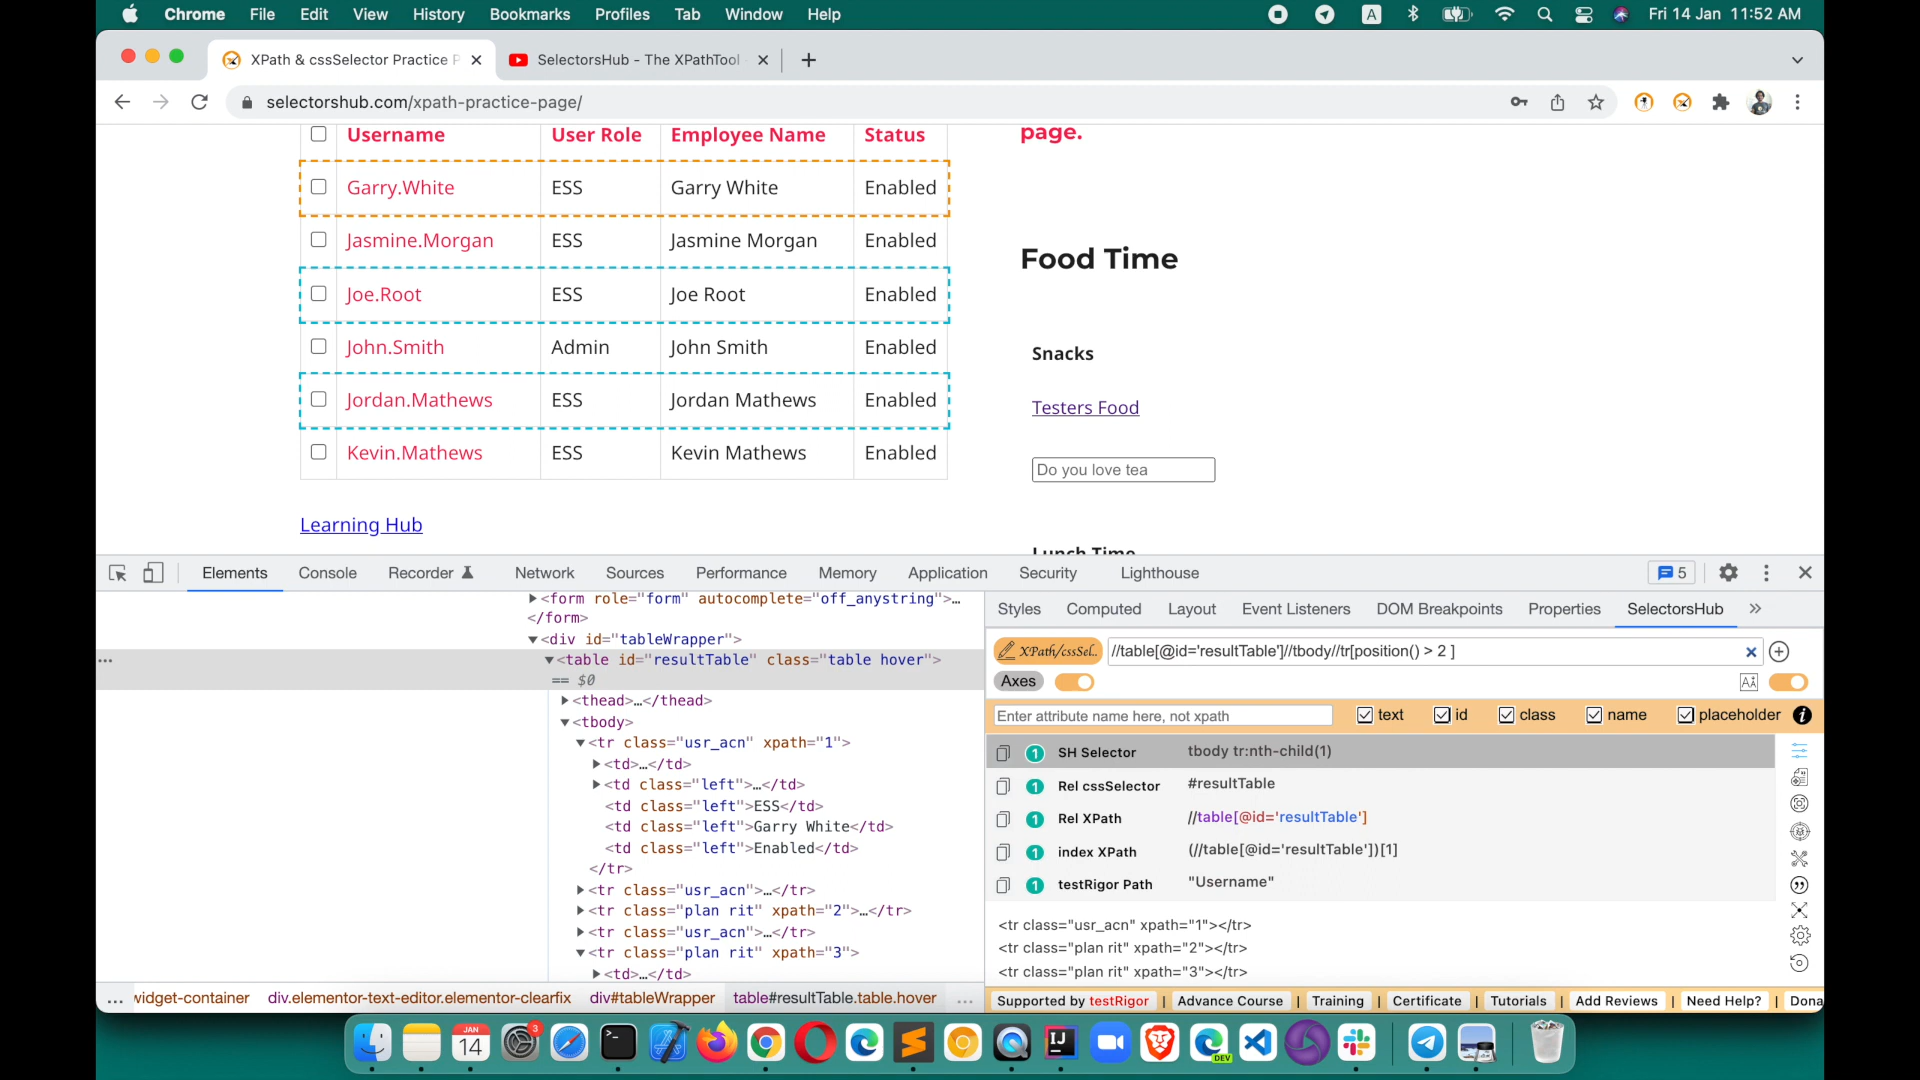 Chrome File Edit View History Bookmarks Profiles Tab Window Help A Fri 14 Jan 11:52 AM
XPath & cssSelector Practice P SelectorsHub - The XPathTool
selectorshub.com/xpath-practice-page/
Username User Role Employee Name Status
Garry.White ESS Garry White Enabled
Jasmine.Morgan ESS Jasmine Morgan Enabled
Joe.Root ESS Joe Root Enabled
John.Smith Admin John Smith Enabled
Jordan.Mathews ESS Jordan Mathews Enabled
Kevin.Mathews ESS Kevin Mathews Enabled
Learning Hub
page.
Food Time
Snacks
Testers Food
Do you love tea
Lunch Time
Elements Console Recorder Network Sources Performance Memory Application Security Lighthouse 5
<form role="form" autocomplete="off_anystring">…
</form>
<div id="tableWrapper">
… <table id="resultTable" class="table hover">
== $0
<thead>…</thead>
<tbody>
<tr class="usr_acn" xpath="1">
<td>…</td>
<td class="left">…</td>
<td class="left">ESS</td>
<td class="left">Garry White</td>
<td class="left">Enabled</td>
</tr>
<tr class="usr_acn">…</tr>
<tr class="plan rit" xpath="2">…</tr>
<tr class="usr_acn">…</tr>
<tr class="plan rit" xpath="3">
<td>…</td>
… widget-container div.elementor-text-editor.elementor-clearfix div#tableWrapper table#resultTable.table.hover …
Styles Computed Layout Event Listeners DOM Breakpoints Properties SelectorsHub »
XPath/cssSel.. //table[@id='resultTable']//tbody//tr[position() > 2 ]
Axes
Enter attribute name here, not xpath text id class name placeholder i
1 SH Selector tbody tr:nth-child(1)
1 Rel cssSelector #resultTable
1 Rel XPath //table[@id='resultTable']
1 index XPath (//table[@id='resultTable'])[1]
1 testRigor Path "Username"
<tr class="usr_acn" xpath="1"></tr>
<tr class="plan rit" xpath="2"></tr>
<tr class="plan rit" xpath="3"></tr>
Supported by testRigor | Advance Course | Training | Certificate | Tutorials | Add Reviews | Need Help? | Dona
JAN 14 3 IJ DEV